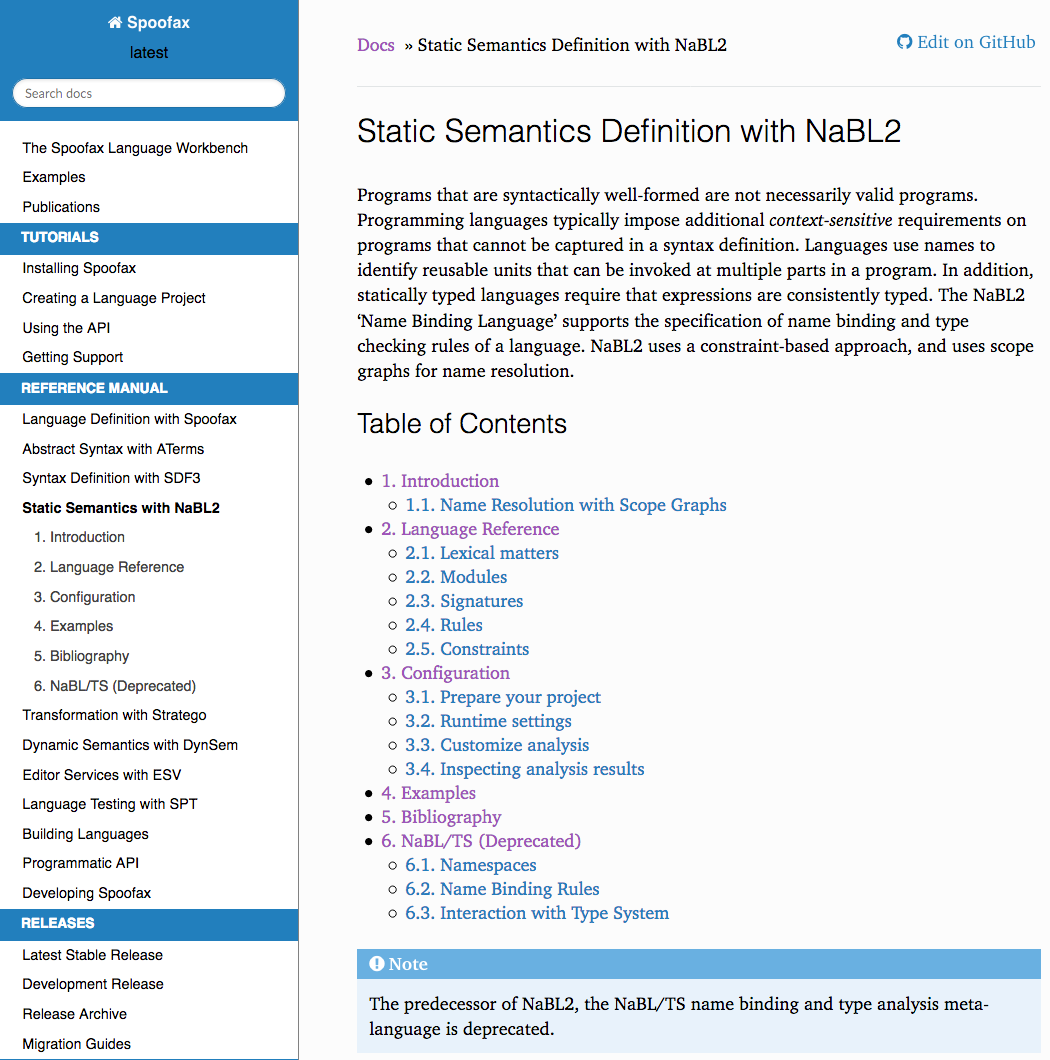 Spoofax
latest
Search docs
The Spoofax Language Workbench
Examples
Publications
TUTORIALS
Installing Spoofax
Creating a Language Project
Using the API
Getting Support
REFERENCE MANUAL
Language Definition with Spoofax
Abstract Syntax with ATerms
Syntax Definition with SDF3
Static Semantics with NaBL2
1. Introduction
2. Language Reference
3. Configuration
4. Examples
5. Bibliography
6. NaBL/TS (Deprecated)
Transformation with Stratego
Dynamic Semantics with DynSem
Editor Services with ESV
Language Testing with SPT
Building Languages
Programmatic API
Developing Spoofax
RELEASES
Latest Stable Release
Development Release
Release Archive
Migration Guides
Docs » Static Semantics Definition with NaBL2
Edit on GitHub
Static Semantics Definition with NaBL2
Programs that are syntactically well-formed are not necessarily valid programs.
Programming languages typically impose additional context-sensitive requirements on
programs that cannot be captured in a syntax definition. Languages use names to
identify reusable units that can be invoked at multiple parts in a program. In addition,
statically typed languages require that expressions are consistently typed. The NaBL2
‘Name Binding Language’ supports the specification of name binding and type
checking rules of a language. NaBL2 uses a constraint-based approach, and uses scope
graphs for name resolution.
Table of Contents
• 1. Introduction
◦ 1.1. Name Resolution with Scope Graphs
• 2. Language Reference
◦ 2.1. Lexical matters
◦ 2.2. Modules
◦ 2.3. Signatures
◦ 2.4. Rules
◦ 2.5. Constraints
• 3. Configuration
◦ 3.1. Prepare your project
◦ 3.2. Runtime settings
◦ 3.3. Customize analysis
◦ 3.4. Inspecting analysis results
• 4. Examples
• 5. Bibliography
• 6. NaBL/TS (Deprecated)
◦ 6.1. Namespaces
◦ 6.2. Name Binding Rules
◦ 6.3. Interaction with Type System
Note
The predecessor of NaBL2, the NaBL/TS name binding and type analysis meta-
language is deprecated.